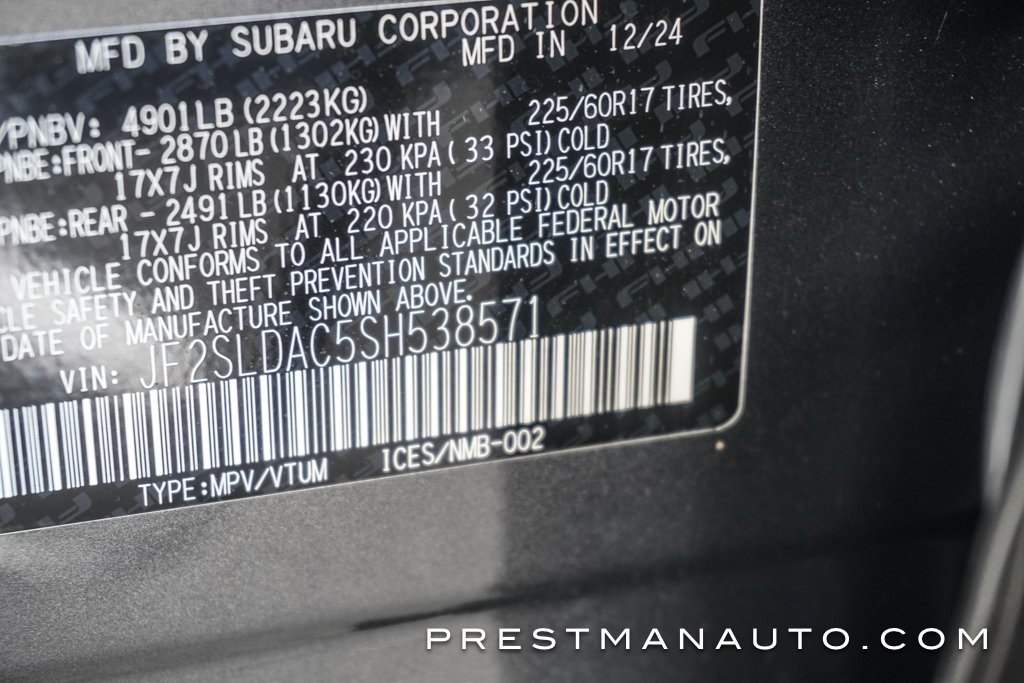 MFD BY SUBARU CORPORATION
MFD IN 12/24
/PNBV: 4901LB (2223KG)
PNBE:FRONT- 2870LB (1302KG) WITH 225/60R17 TIRES,
17X7J RIMS AT 230 KPA ( 33 PSI) COLD
PNBE:REAR - 2491LB (1130KG) WITH 225/60R17 TIRES,
17X7J RIMS AT 220 KPA ( 32 PSI) COLD
VEHICLE CONFORMS TO ALL APPLICABLE FEDERAL MOTOR
CLE SAFETY AND THEFT PREVENTION STANDARDS IN EFFECT ON
DATE OF MANUFACTURE SHOWN ABOVE.
VIN: JF2SLDAC5SH538571
TYPE:MPV/VTUM ICES/NMB-002
PRESTMANAUTO.COM